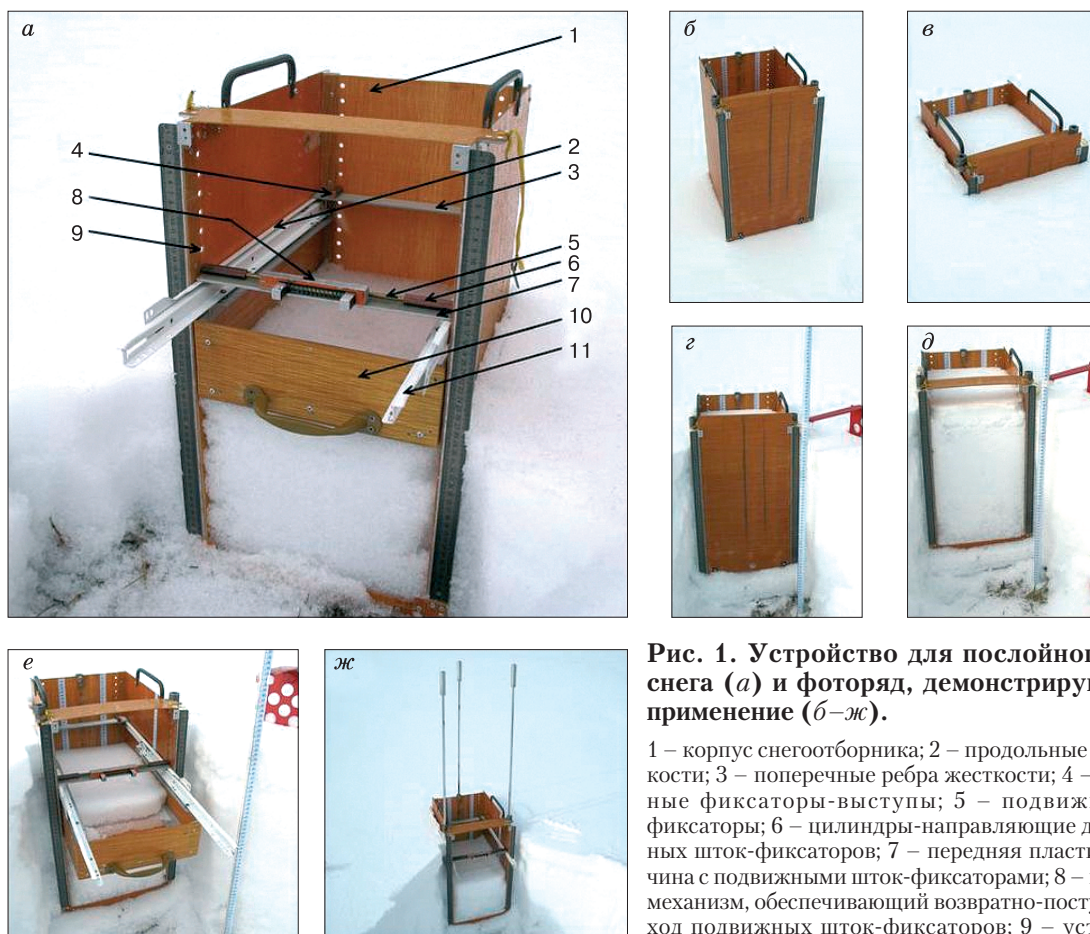 а
1
2
3
4
8
9
5
6
7
10
11
б
в
г
д
е
ж
Рис. 1. Устройство для послойног
снега (а) и фоторяд, демонстрирую
применение (б–ж).
1 – корпус снегоотборника; 2 – продольные
кости; 3 – поперечные ребра жесткости; 4 –
ные фиксаторы-выступы; 5 – подвиж
фиксаторы; 6 – цилиндры-направляющие д
ных шток-фиксаторов; 7 – передняя пласти
чина с подвижными шток-фиксаторами; 8 –
механизм, обеспечивающий возвратно-посту
ход подвижных шток-фиксаторов; 9 – уст